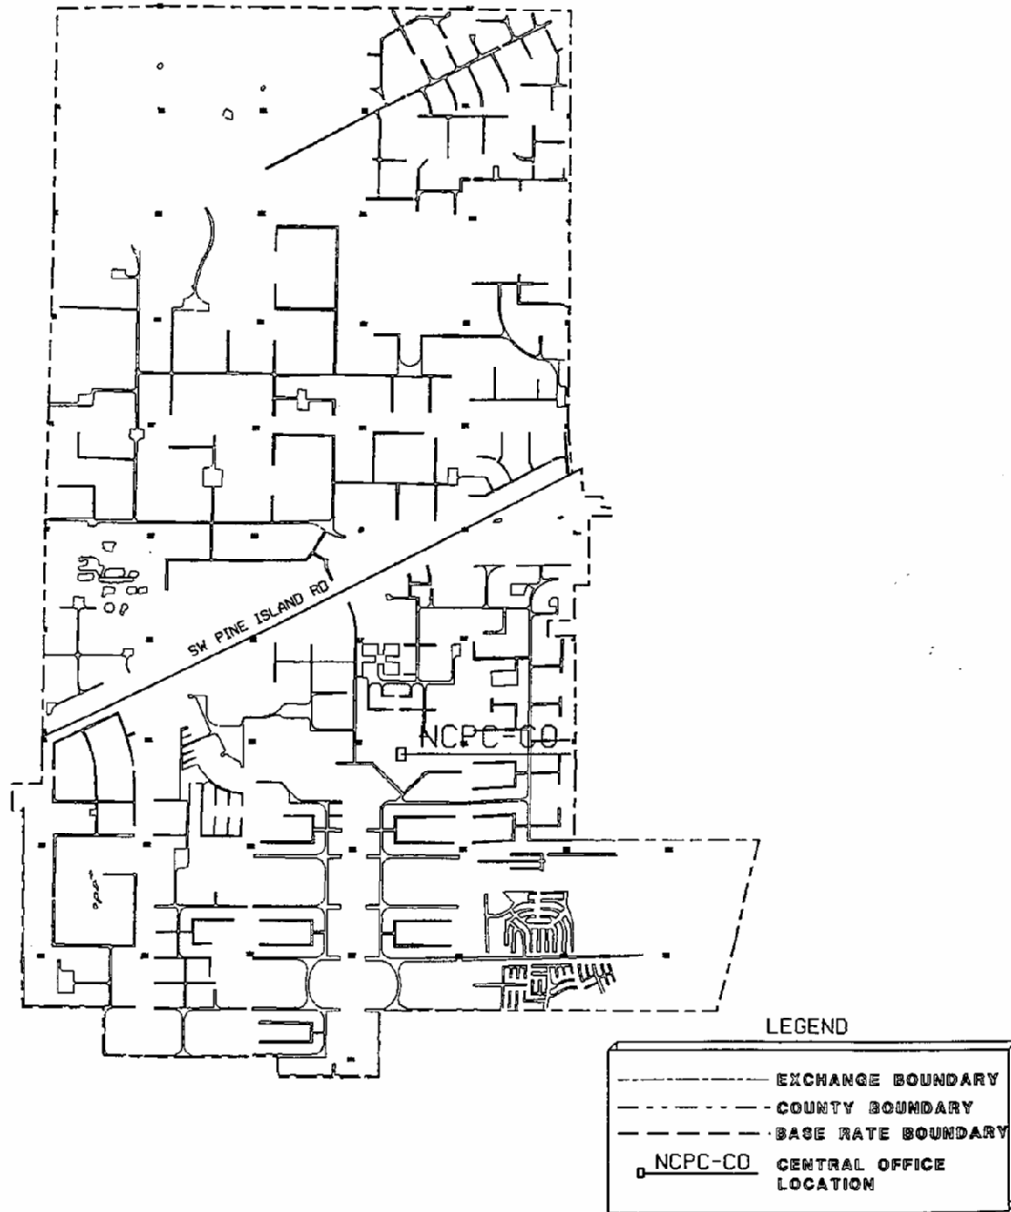 SW PINE ISLAND RD
NCPC-CO
LEGEND
EXCHANGE BOUNDARY
COUNTY BOUNDARY
BASE RATE BOUNDARY
NCPC-CO
CENTRAL OFFICE
LOCATION